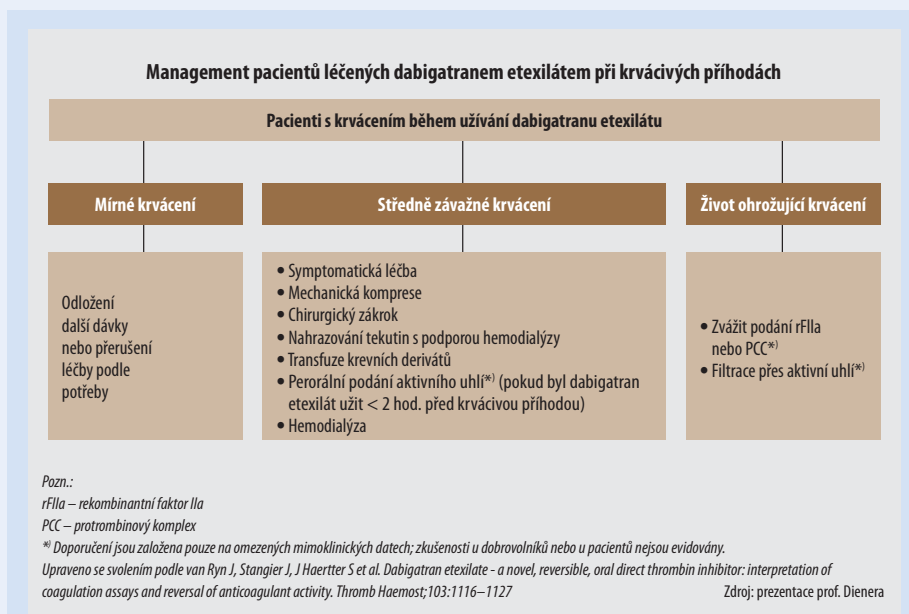 Management pacientů léčených dabigatranem etexilátem při krvácivých příhodách
Pacienti s krvácením během užívání dabigatranu etexilátu
Mírné krvácení
Odložení
další dávky
nebo přerušení
léčby podle
potřeby
Středně závažné krvácení
• Symptomatická léčba
• Mechanická komprese
• Chirurgický zákrok
• Nahrazování tekutin s podporou hemodialýzy
• Transfuze krevních derivátů
• Perorální podání aktivního uhlí*) (pokud byl dabigatran
etexilát užit < 2 hod. před krvácivou příhodou)
• Hemodialýza
Život ohrožující krvácení
• Zvážit podání rFIIa
nebo PCC*)
• Filtrace přes aktivní uhlí*)
Pozn.:
rFIIa – rekombinantní faktor IIa
PCC – protrombinový komplex
*) Doporučení jsou založena pouze na omezených mimoklinických datech; zkušenosti u dobrovolníků nebo u pacientů nejsou evidovány.
Upraveno se svolením podle van Ryn J, Stangier J, J Haertter S et al. Dabigatran etexilate - a novel, reversible, oral direct thrombin inhibitor: interpretation of
coagulation assays and reversal of anticoagulant activity. Thromb Haemost;103:1116–1127
Zdroj: prezentace prof. Dienera